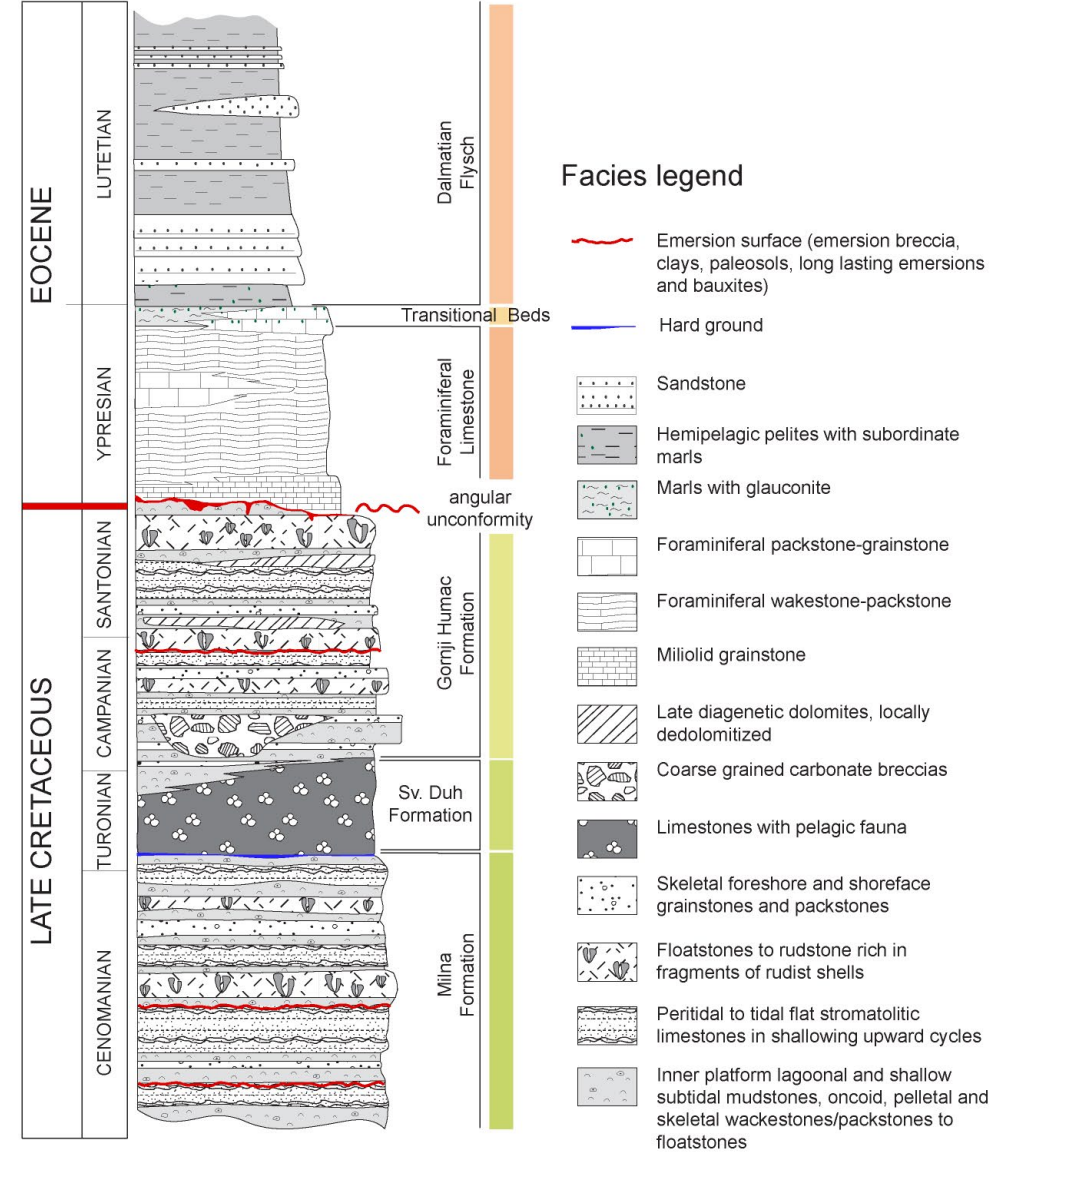 EOCENE
LATE CRETACEOUS
LUTETIAN
YPRESIAN
SANTONIAN
CAMPANIAN
TURONIAN
CENOMANIAN
Dalmatian
Flysch
Transitional Beds
Foraminiferal
Limestone
angular
unconformity
Gornji Humac
Formation
Sv. Duh
Formation
Milna
Formation
Facies legend
Emersion surface (emersion breccia,
clays, paleosols, long lasting emersions
and bauxites)
Hard ground
Sandstone
Hemipelagic pelites with subordinate
marls
Marls with glauconite
Foraminiferal packstone-grainstone
Foraminiferal wakestone-packstone
Miliolid grainstone
Late diagenetic dolomites, locally
dedolomitized
Coarse grained carbonate breccias
Limestones with pelagic fauna
Skeletal foreshore and shoreface
grainstones and packstones
Floatstones to rudstone rich in
fragments of rudist shells
Peritidal to tidal flat stromatolitic
limestones in shallowing upward cycles
Inner platform lagoonal and shallow
subtidal mudstones, oncoid, pelletal and
skeletal wackestones/packstones to
floatstones